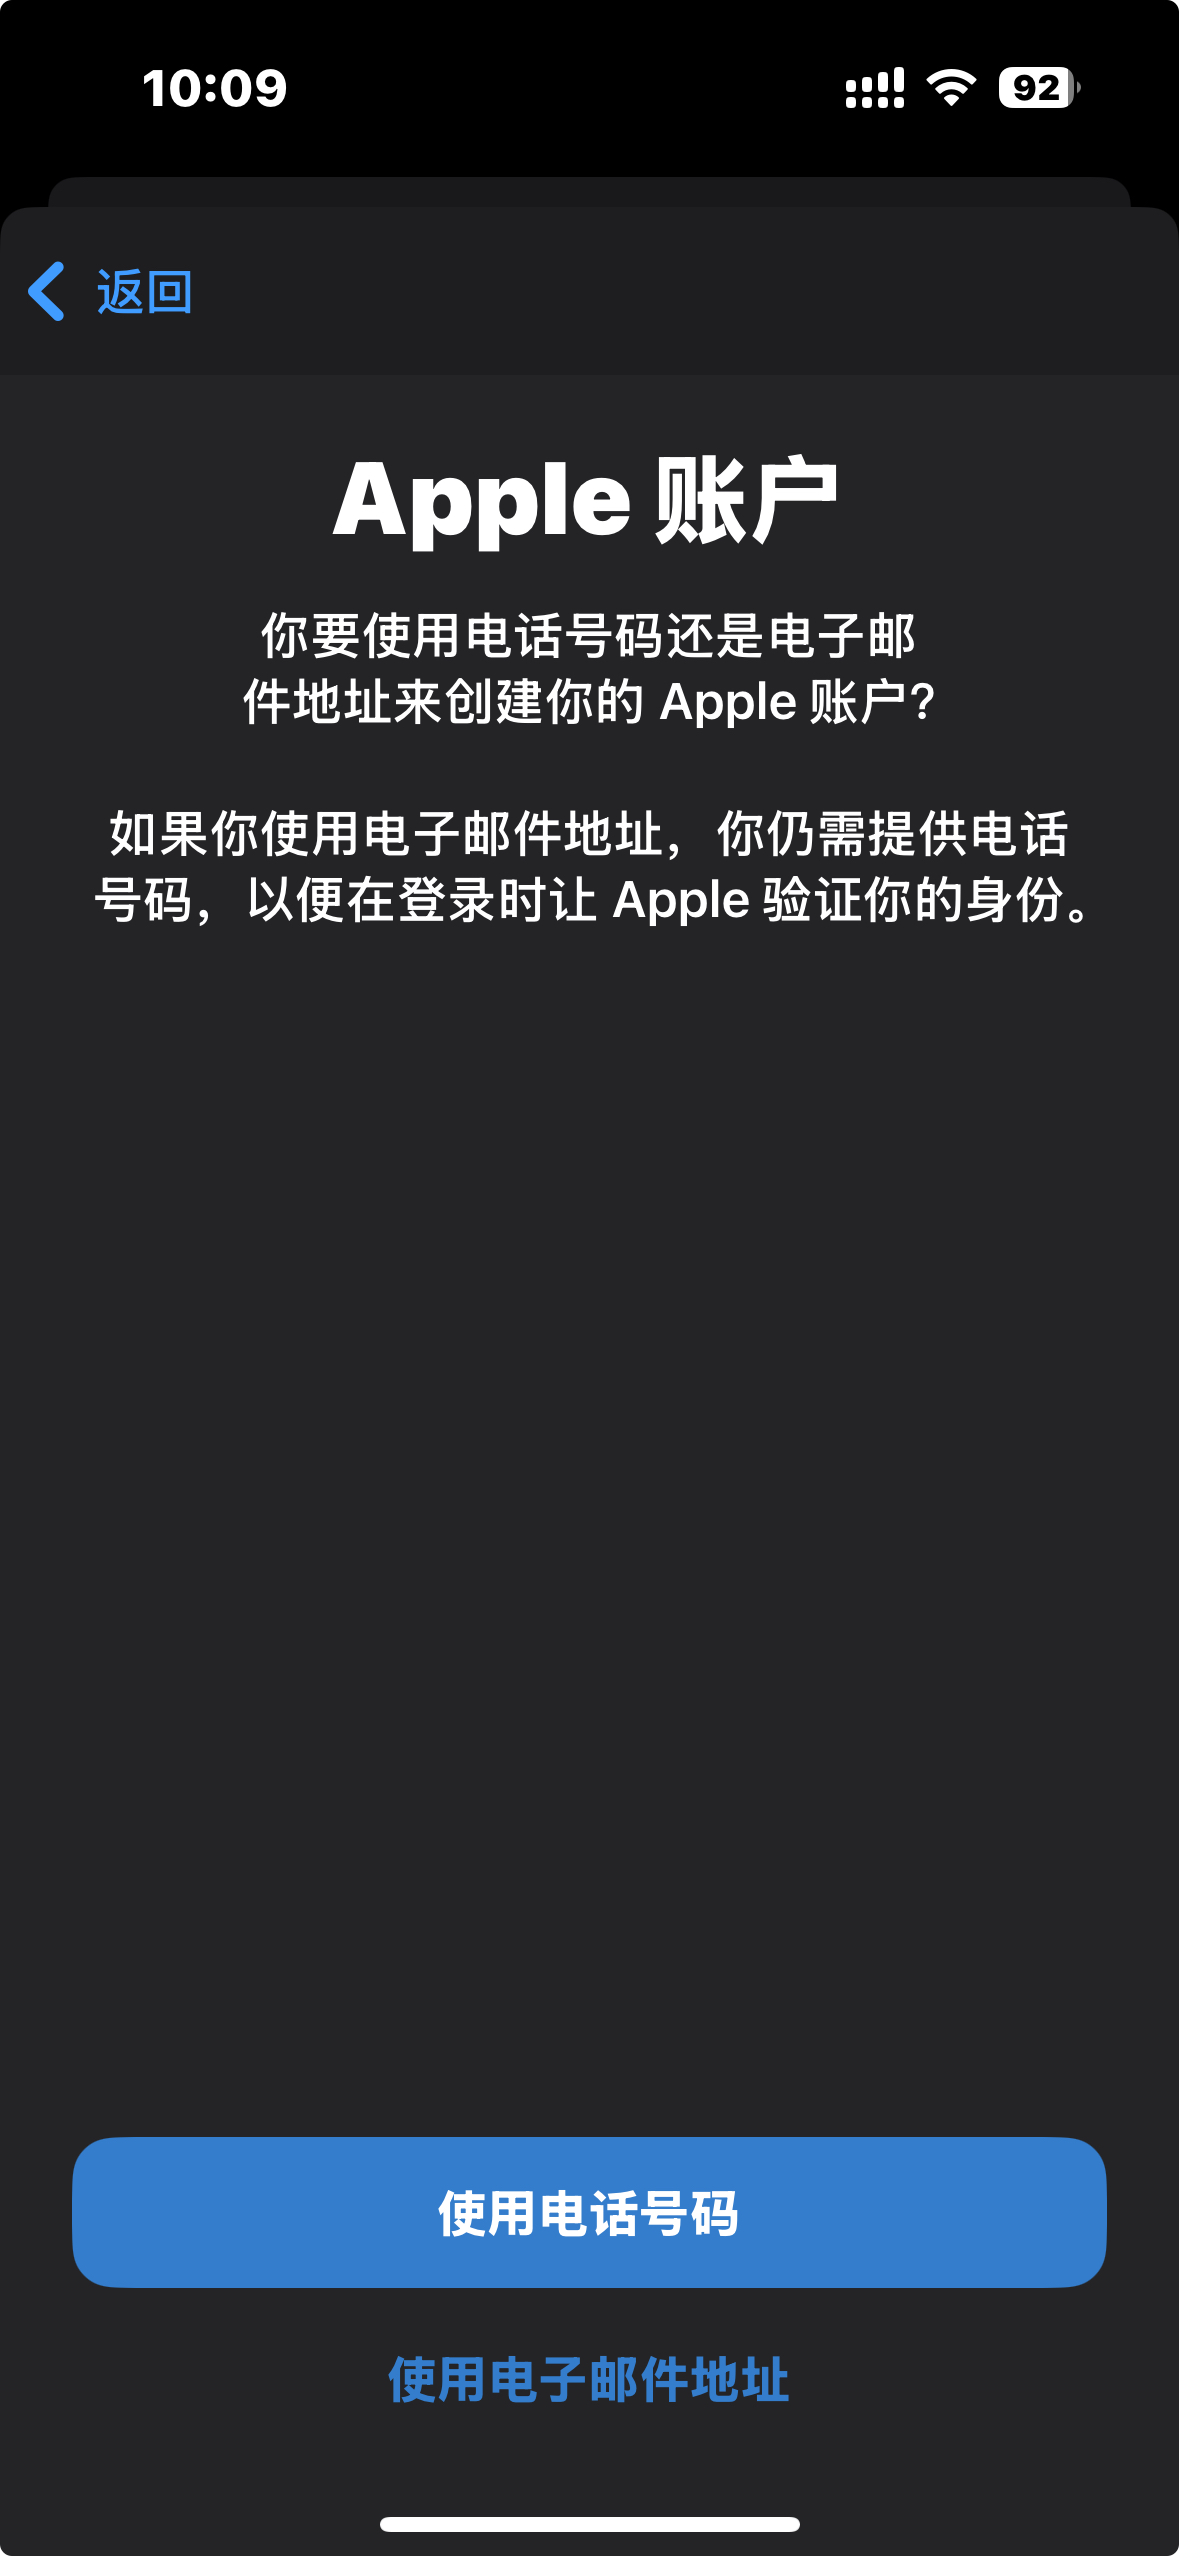 10:09
92
返回
Apple 账户
你要使用电话号码还是电子邮
件地址来创建你的 Apple 账户?
如果你使用电子邮件地址，你仍需提供电话
号码，以便在登录时让 Apple 验证你的身份。
使用电话号码
使用电子邮件地址